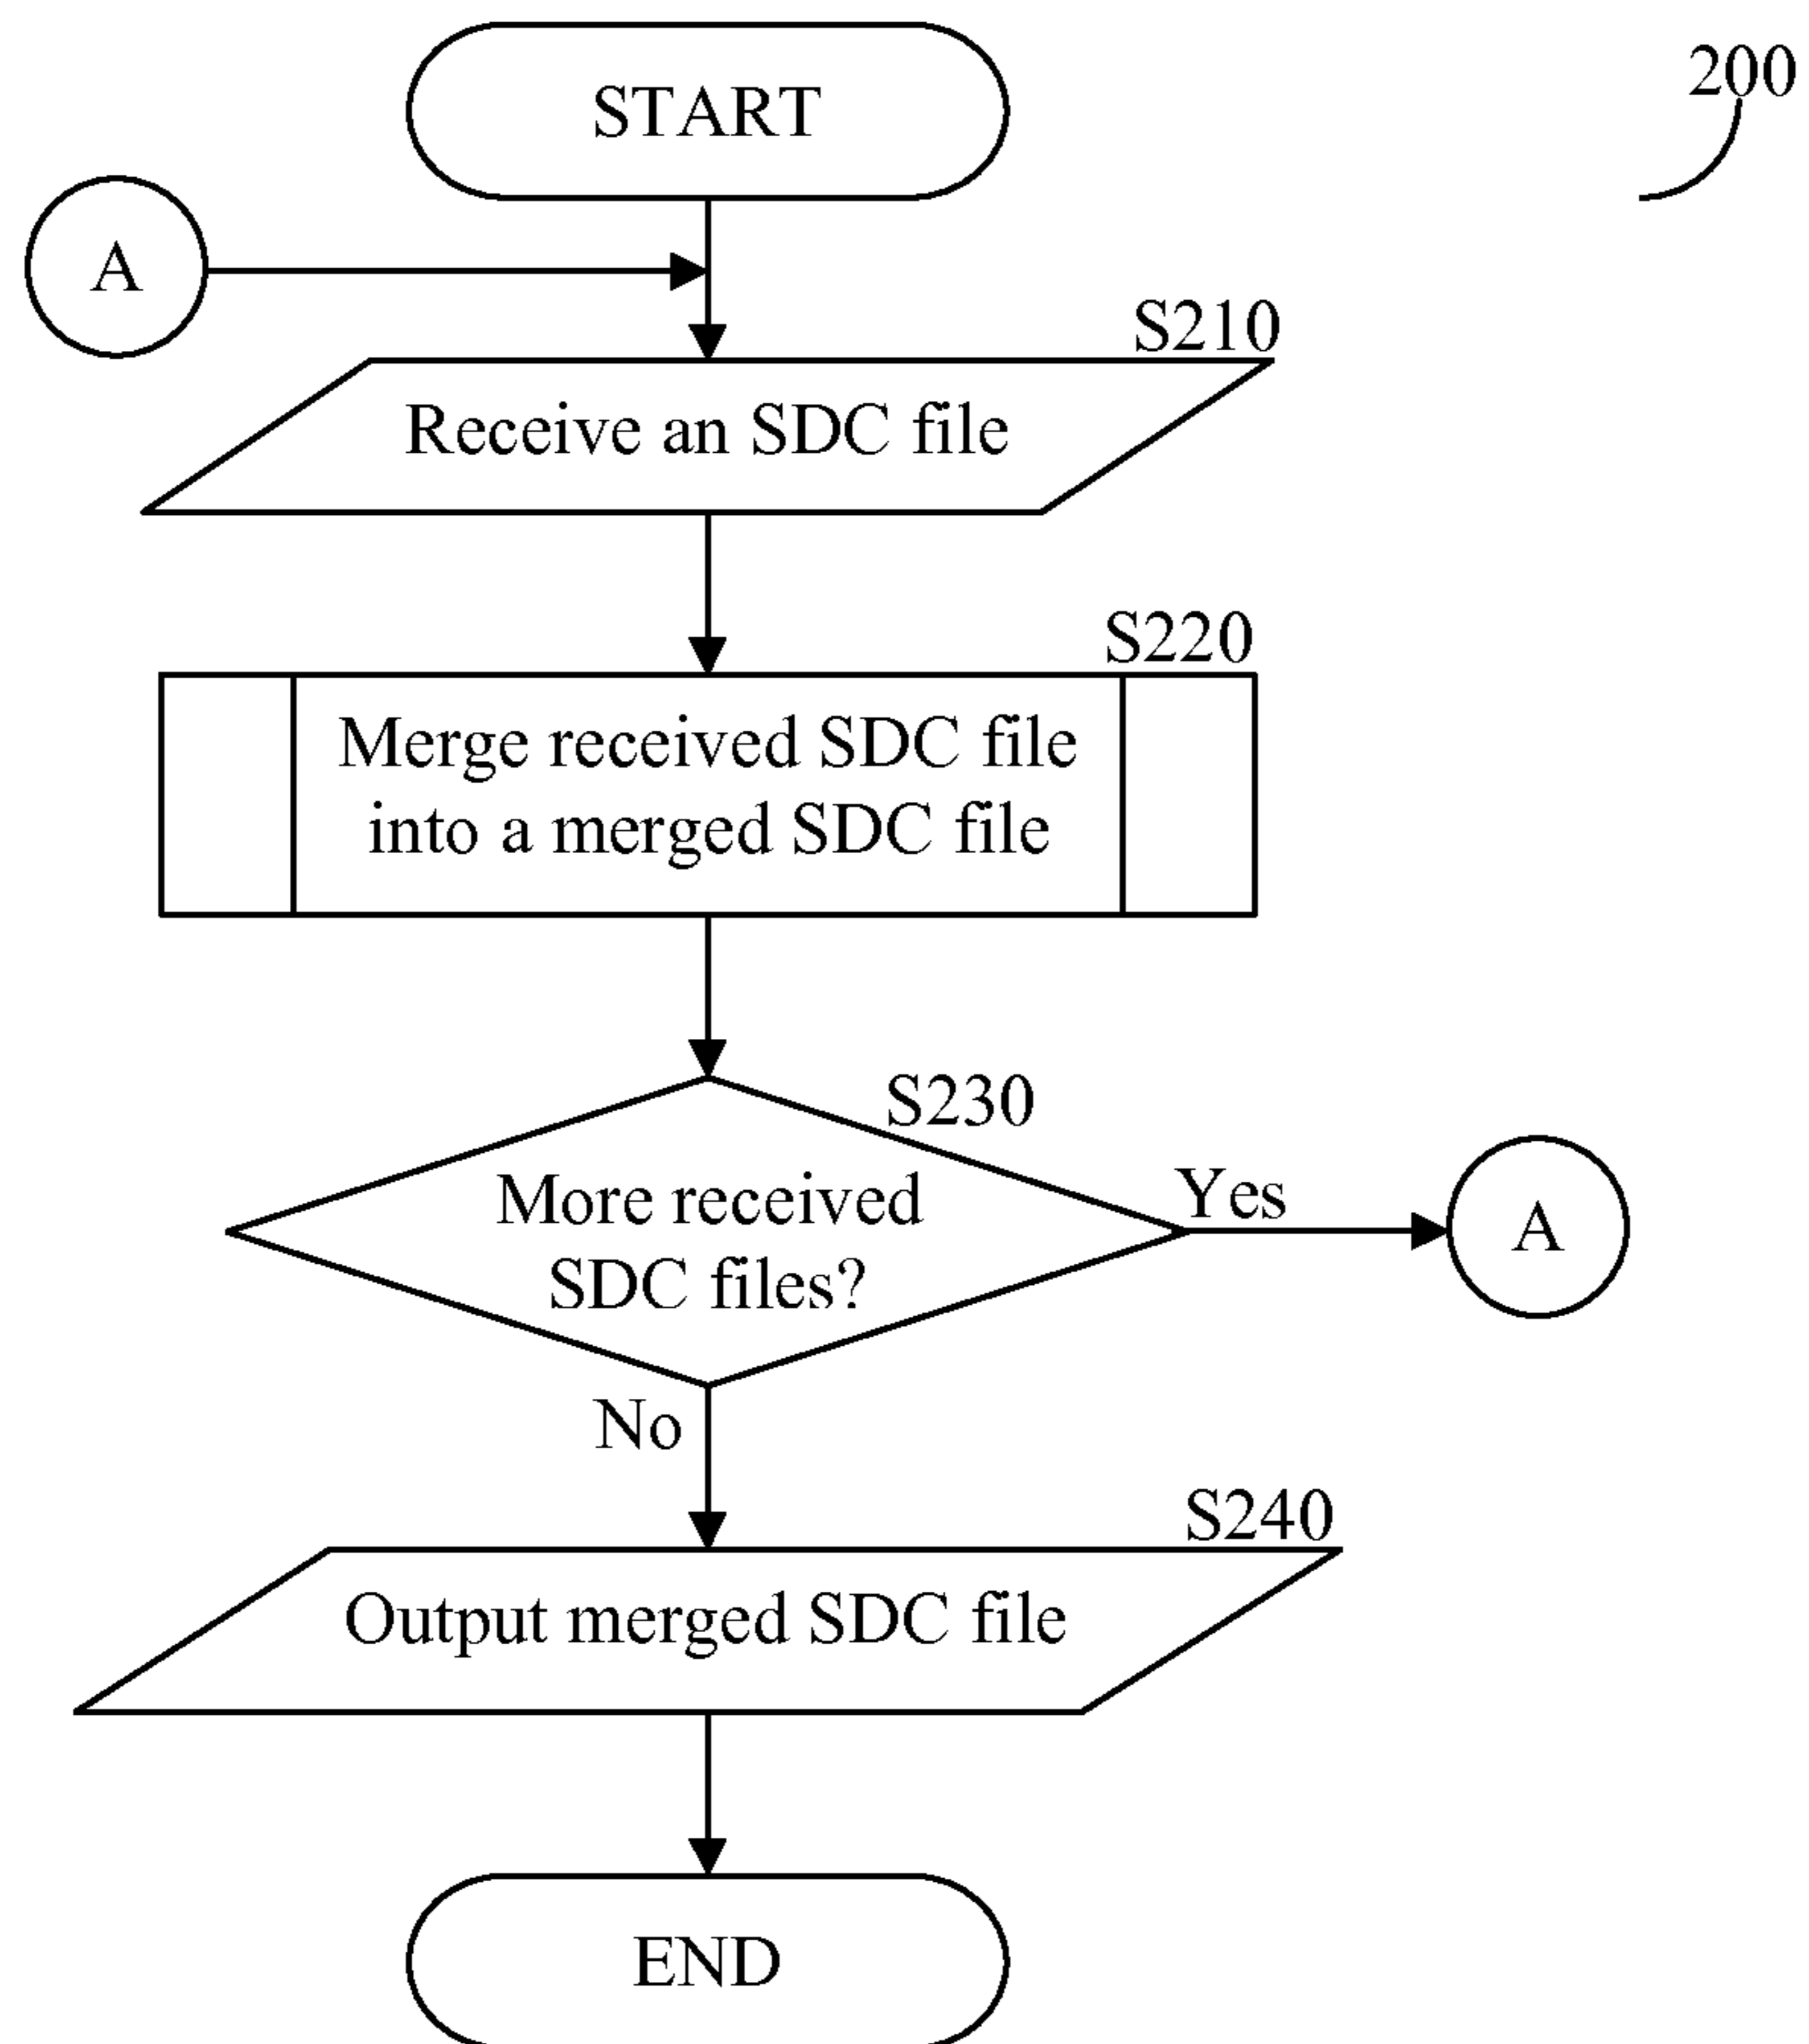 START
200
A
S210
Receive an SDC file
S220
Merge received SDC file
into a merged SDC file
S230
More received
SDC files?
Yes
A
No
S240
Output merged SDC file
END